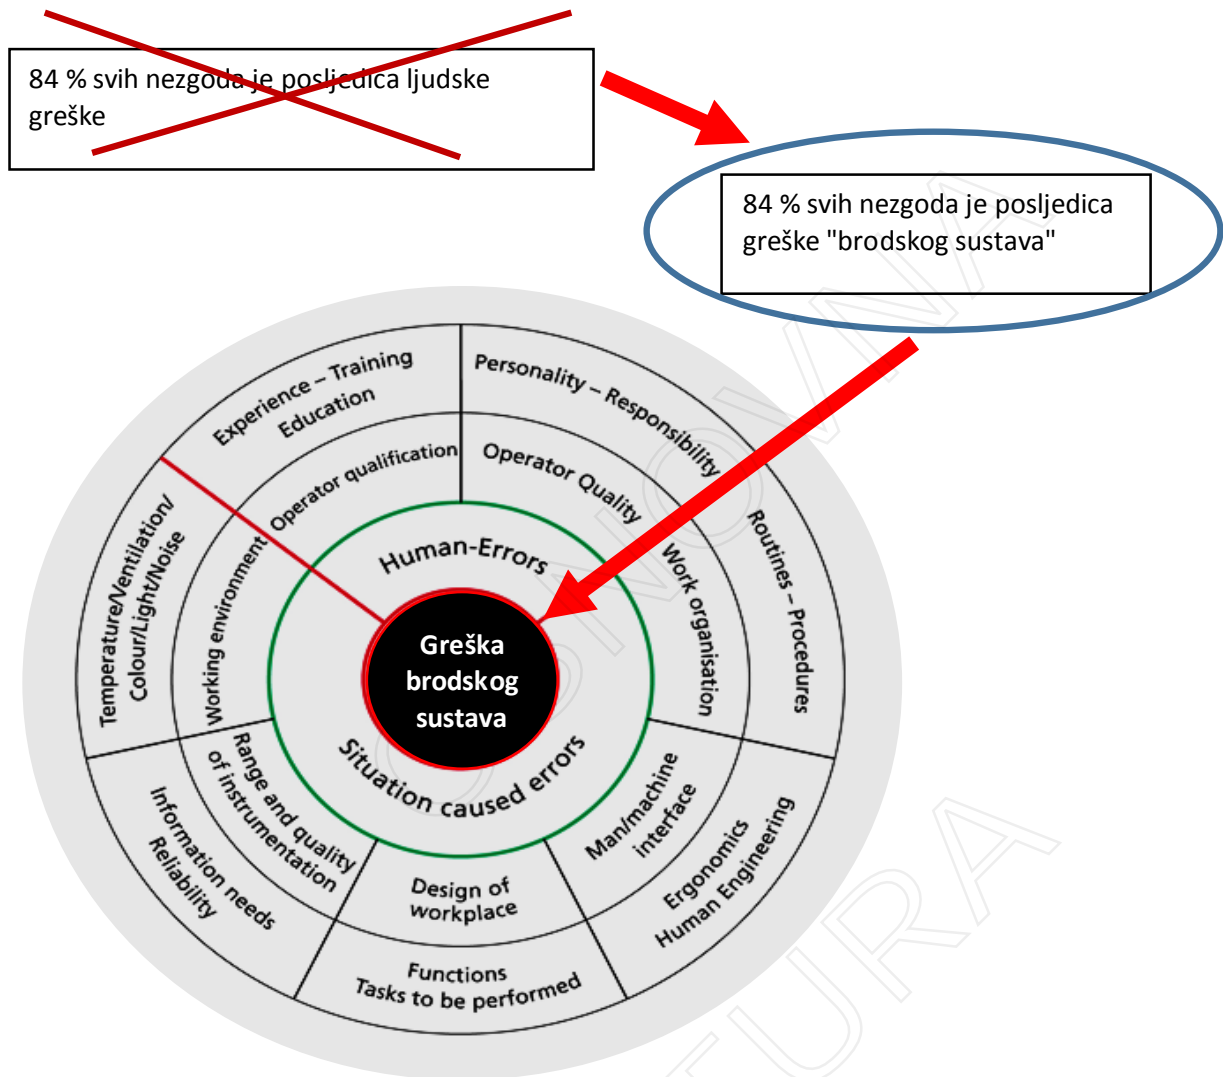 84 % svih nezgoda je posljedica ljudske
greške
84 % svih nezgoda je posljedica
greške "brodskog sustava"
Experience – Training
Education
Personality – Responsibility
Operator qualification
Operator Quality
Human-Errors
Temperature/Ventilation/
Colour/Light/Noise
Working environment
Work organisation
Routines – Procedures
Greška
brodskog
sustava
Situation caused errors
Range and quality
of instrumentation
Information needs
Reliability
Man/machine
interface
Ergonomics
Human Engineering
Design of
workplace
Functions
Tasks to be performed
OSNOVNA
TURA